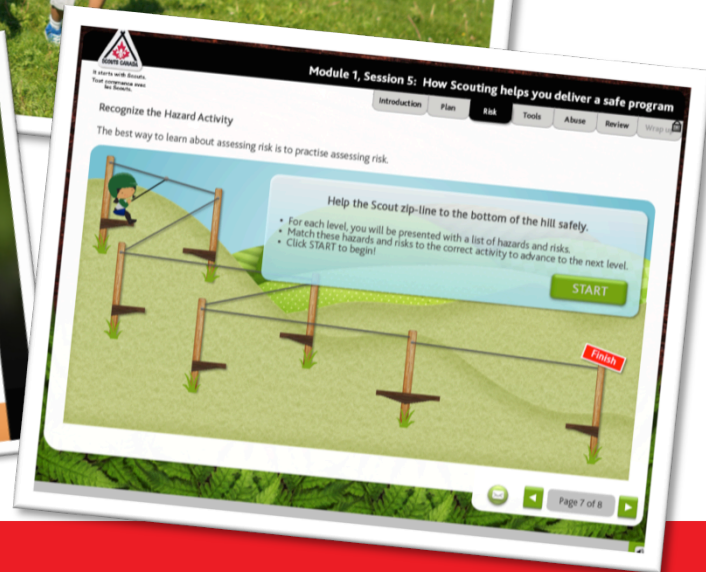 SCOUTS CANADA
It starts with Scouts.
Tout commence avec
les Scouts.
Module 1, Session 5: How Scouting helps you deliver a safe program
Introduction
Plan
Risk
Tools
Abuse
Review
Wrap up
Recognize the Hazard Activity
The best way to learn about assessing risk is to practise assessing risk.
Help the Scout zip-line to the bottom of the hill safely.
• For each level, you will be presented with a list of hazards and risks.
• Match these hazards and risks to the correct activity to advance to the next level.
• Click START to begin!
START
Finish
Page 7 of 8